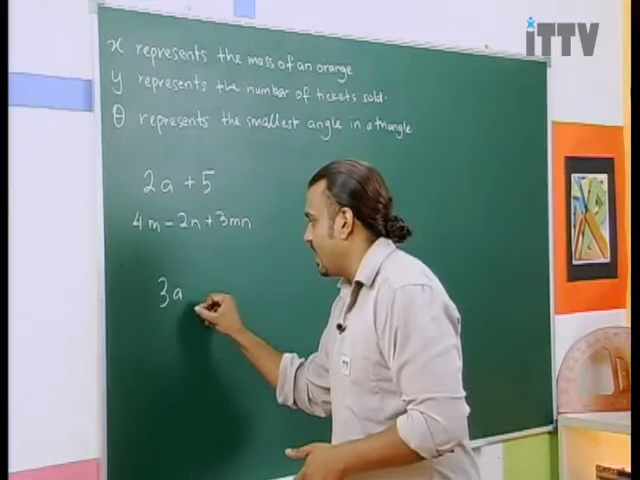 iTTV
x represents the mass of an orange
y represents the number of tickets sold.
θ represents the smallest angle in a triangle
2a + 5
4m - 2n + 3mn
3a